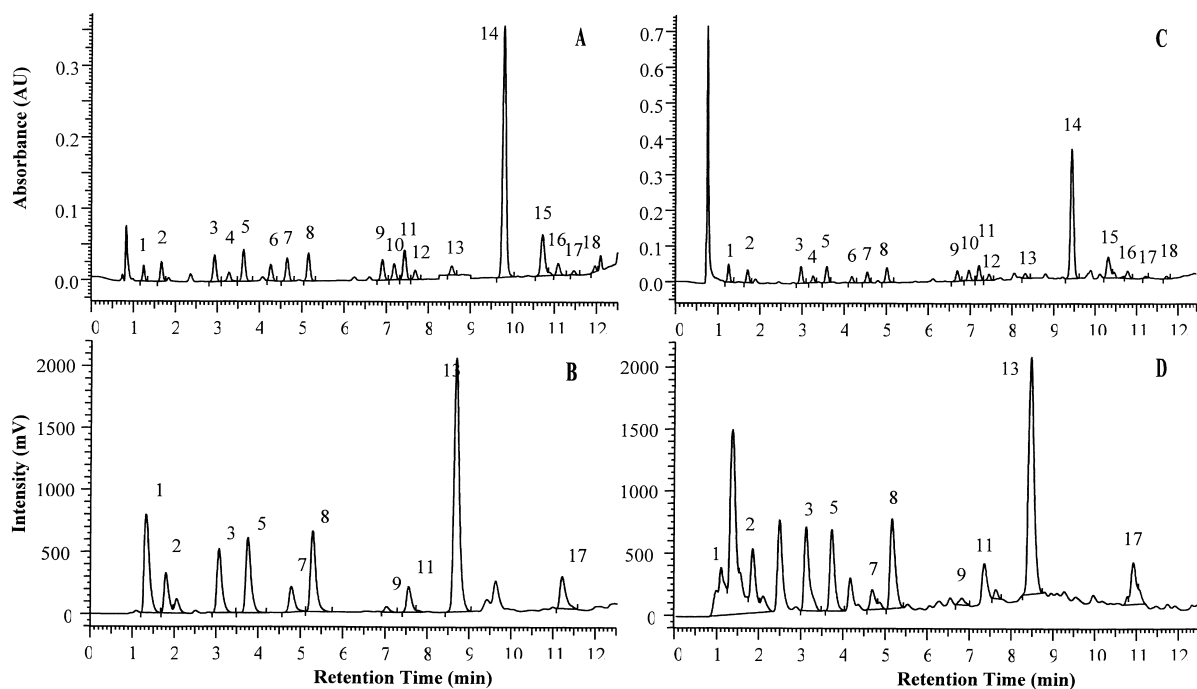 A
Absorbance (AU)
0.3
0.2
0.1
0.0
14
1 2 3 4 5 6 7 8 9 10 11 12 13 15 16 17 18
0 1 2 3 4 5 6 7 8 9 10 11 12
C
0.7
0.6
0.5
0.4
0.3
0.2
0.1
0.0
14
1 2 3 4 5 6 7 8 9 10 11 12 13 15 16 17 18
0 1 2 3 4 5 6 7 8 9 10 11 12
B
Intensity (mV)
2000
1500
1000
500
0
13
1 2 3 5 7 8 9 11 17
0 1 2 3 4 5 6 7 8 9 10 11 12
Retention Time (min)
D
2000
1500
1000
500
0
13
1 2 3 5 7 8 9 11 17
0 1 2 3 4 5 6 7 8 9 10 11 12
Retention Time (min)